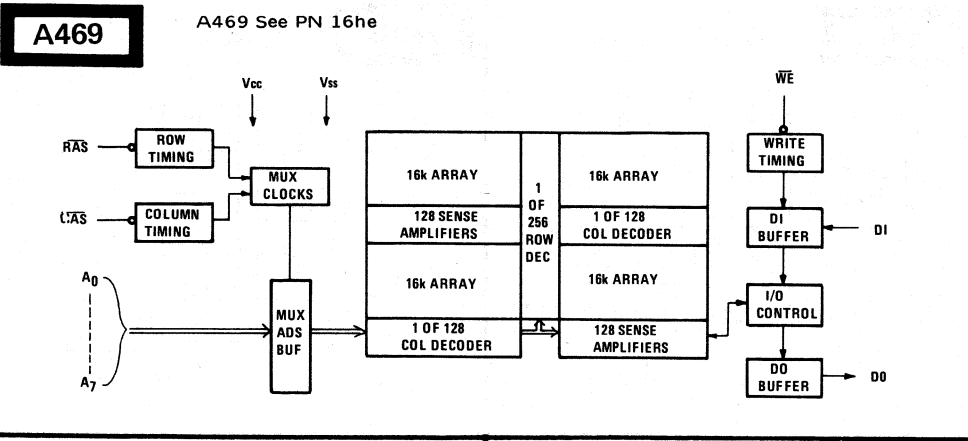 A469
A469 See PN 16he
Vcc
Vss
WE
RAS
ROW
TIMING
MUX
CLOCKS
CAS
COLUMN
TIMING
16k ARRAY
128 SENSE
AMPLIFIERS
16k ARRAY
1 OF 128
COL DECODER
1
OF
256
ROW
DEC
16k ARRAY
1 OF 128
COL DECODER
16k ARRAY
128 SENSE
AMPLIFIERS
WRITE
TIMING
DI
BUFFER
DI
I/O
CONTROL
DO
BUFFER
DO
A0
A7
MUX
ADS
BUF